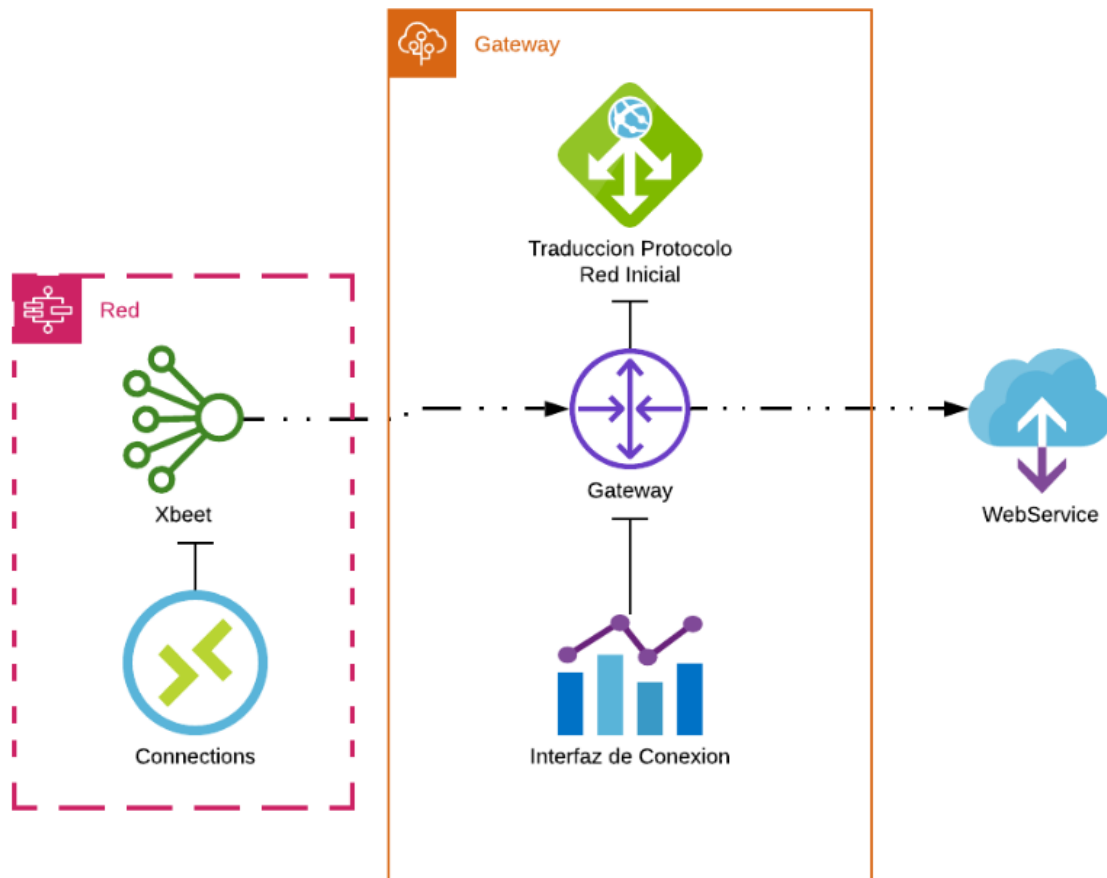 Gateway
Traduccion Protocolo
Red Inicial
Red
Xbeet
Gateway
WebService
Connections
Interfaz de Conexion